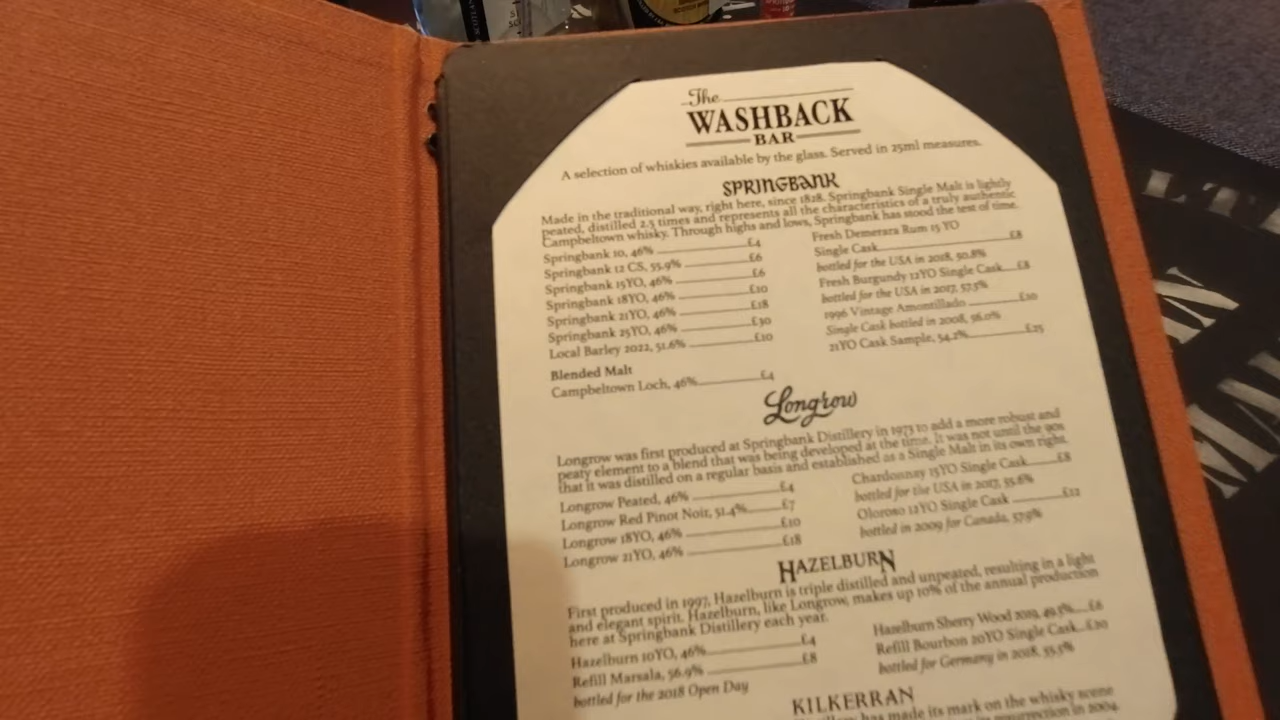 The
WASHBACK
BAR
A selection of whiskies available by the glass. Served in 25ml measures.
SPRINGBANK
Made in the traditional way, right here, since 1828. Springbank Single Malt is lightly
peated, distilled 2.5 times and represents all the characteristics of a truly authentic
Campbeltown whisky. Through highs and lows, Springbank has stood the test of time.
Springbank 10, 46% £4
Springbank 12 CS, 55.9% £6
Springbank 15YO, 46% £6
Springbank 18YO, 46% £10
Springbank 21YO, 46% £18
Springbank 25YO, 46% £30
Local Barley 2022, 51.6% £10
Blended Malt
Campbeltown Loch, 46% £4
Fresh Demerara Rum 15 YO
Single Cask £8
bottled for the USA in 2018, 50.8%
Fresh Burgundy 12YO Single Cask £8
bottled for the USA in 2017, 57.5%
1996 Vintage Amontillado £10
Single Cask bottled in 2008, 56.0%
21YO Cask Sample, 54.2% £25
Longrow
Longrow was first produced at Springbank Distillery in 1973 to add a more robust and
peaty element to a blend that was being developed at the time. It was not until the 90s
that it was distilled on a regular basis and established as a Single Malt in its own right.
Longrow Peated, 46% £4
Longrow Red Pinot Noir, 51.4% £7
Longrow 18YO, 46% £10
Longrow 21YO, 46% £18
Chardonnay 15YO Single Cask £8
bottled for the USA in 2017, 55.6%
Oloroso 12YO Single Cask £12
bottled in 2009 for Canada, 57.9%
HAZELBURN
First produced in 1997, Hazelburn is triple distilled and unpeated, resulting in a light
and elegant spirit. Hazelburn, like Longrow, makes up 10% of the annual production
here at Springbank Distillery each year.
Hazelburn 10YO, 46% £4
Refill Marsala, 56.9% £8
bottled for the 2018 Open Day
Hazelburn Sherry Wood £6
Refill Bourbon 20YO Single Cask £20
bottled for Germany in 2018, 55.5%
KILKERRAN
has made its mark on the whisky scene
resurrection in 2004.